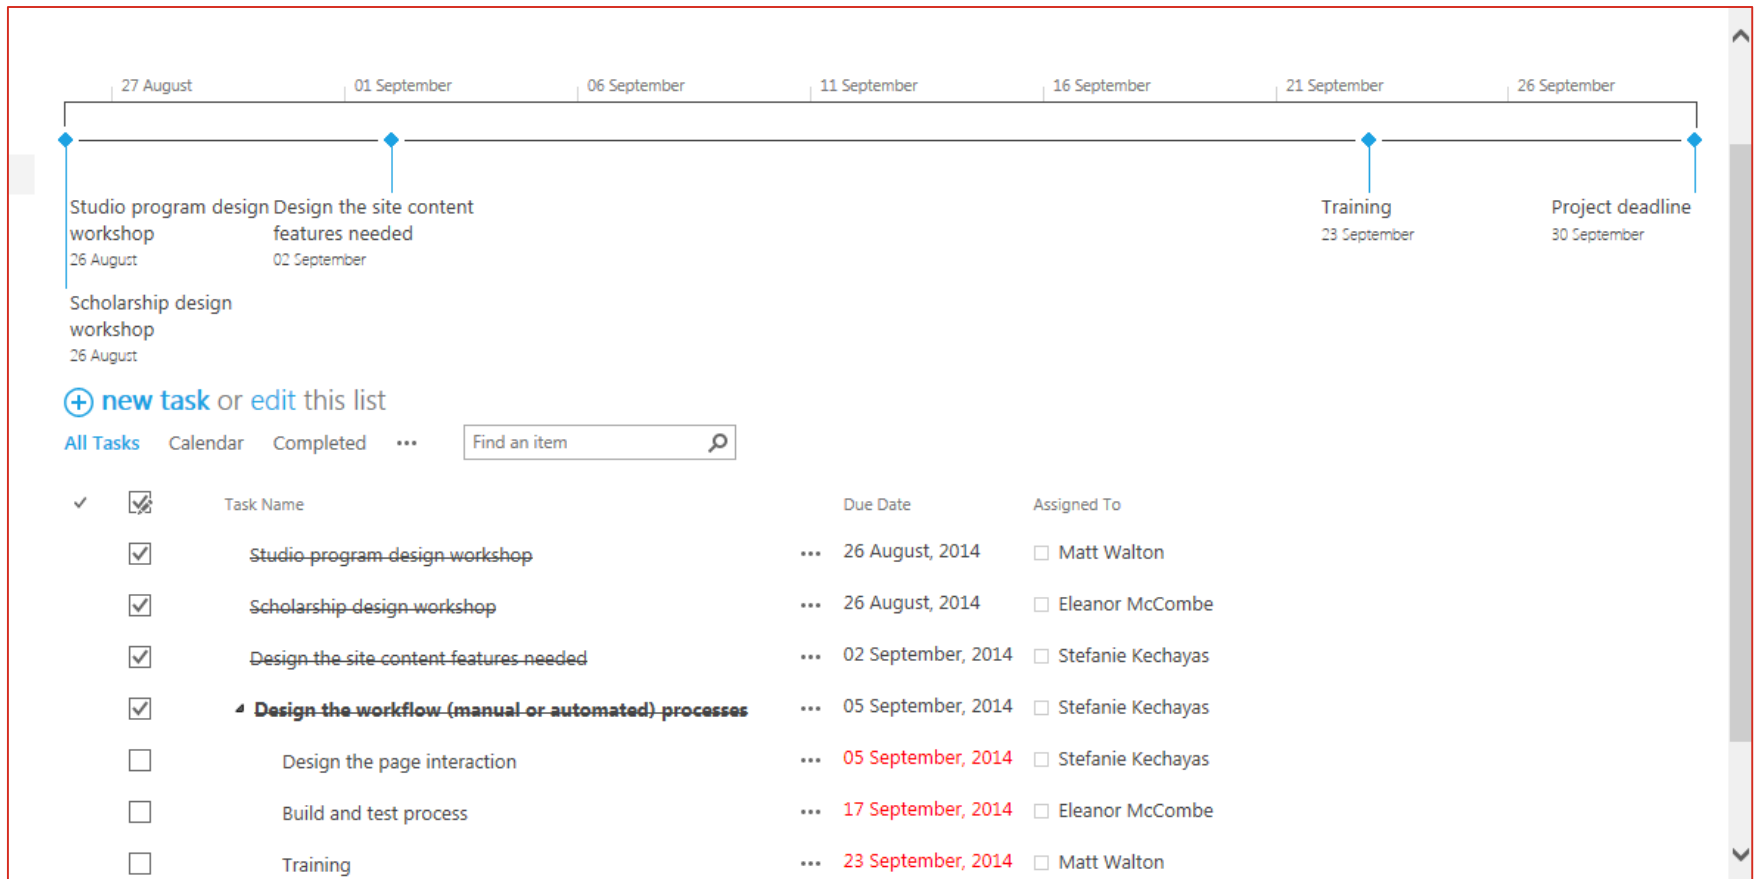 27 August 01 September 06 September 11 September 16 September 21 September 26 September
Studio program design Design the site content Training Project deadline
workshop features needed 23 September 30 September
26 August 02 September
Scholarship design
workshop
26 August
new task or edit this list
All Tasks Calendar Completed ••• Find an item
Task Name Due Date Assigned To
Studio program design workshop ••• 26 August, 2014 Matt Walton
Scholarship design workshop ••• 26 August, 2014 Eleanor McCombe
Design the site content features needed ••• 02 September, 2014 Stefanie Kechayas
Design the workflow (manual or automated) processes ••• 05 September, 2014 Stefanie Kechayas
Design the page interaction ••• 05 September, 2014 Stefanie Kechayas
Build and test process ••• 17 September, 2014 Eleanor McCombe
Training ••• 23 September, 2014 Matt Walton